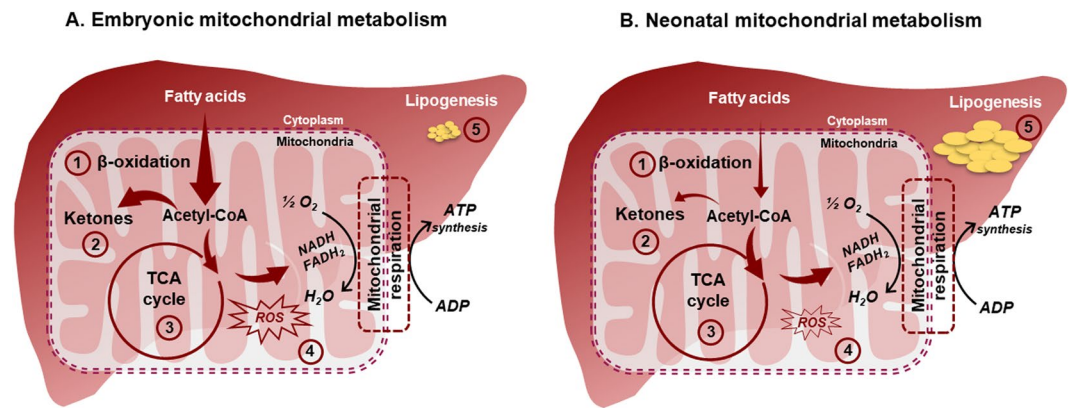 A. Embryonic mitochondrial metabolism
Fatty acids
Lipogenesis
5
Cytoplasm
Mitochondria
1 β-oxidation
Ketones
2
Acetyl-CoA
½ O₂
NADH
FADH₂
H₂O
TCA
cycle
3
ROS
4
Mitochondrial
respiration
ATP
synthesis
ADP
B. Neonatal mitochondrial metabolism
Fatty acids
Lipogenesis
5
Cytoplasm
Mitochondria
1 β-oxidation
Ketones
2
Acetyl-CoA
½ O₂
NADH
FADH₂
H₂O
TCA
cycle
3
ROS
4
Mitochondrial
respiration
ATP
synthesis
ADP